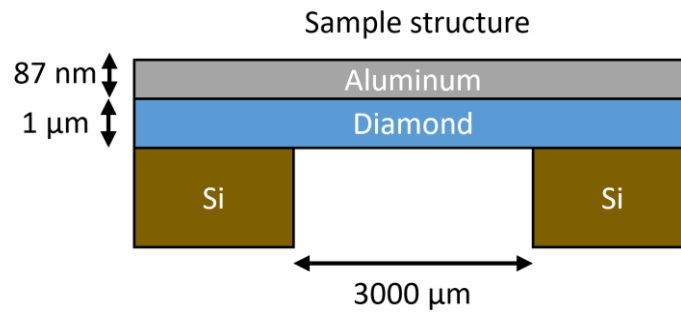 Sample structure
87 nm
Aluminum
1 μm
Diamond
Si
Si
3000 μm